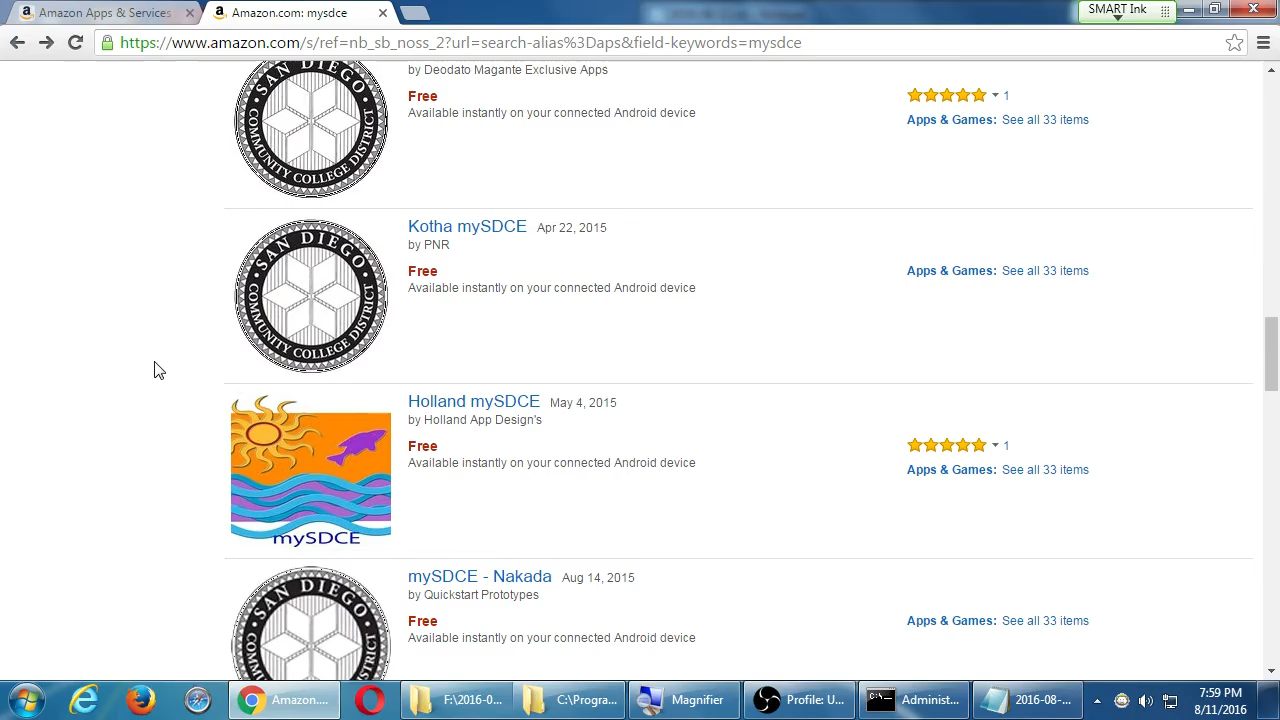 Amazon Apps & Services
Amazon.com: mysdce
SMART Ink
https://www.amazon.com/s/ref=nb_sb_noss_2?url=search-alias%3Daps&field-keywords=mysdce
SAN DIEGO
COMMUNITY COLLEGE DISTRICT
by Deodato Magante Exclusive Apps
Free
Available instantly on your connected Android device
1
Apps & Games: See all 33 items
SAN DIEGO
COMMUNITY COLLEGE DISTRICT
Kotha mySDCE Apr 22, 2015
by PNR
Free
Available instantly on your connected Android device
Apps & Games: See all 33 items
mySDCE
Holland mySDCE May 4, 2015
by Holland App Design's
Free
Available instantly on your connected Android device
1
Apps & Games: See all 33 items
SAN DIEGO
mySDCE - Nakada Aug 14, 2015
by Quickstart Prototypes
Free
Available instantly on your connected Android device
Apps & Games: See all 33 items
Amazon....
F:\2016-0...
C:\Progra...
Magnifier
Profile: U...
Administ...
2016-08-...
7:59 PM
8/11/2016